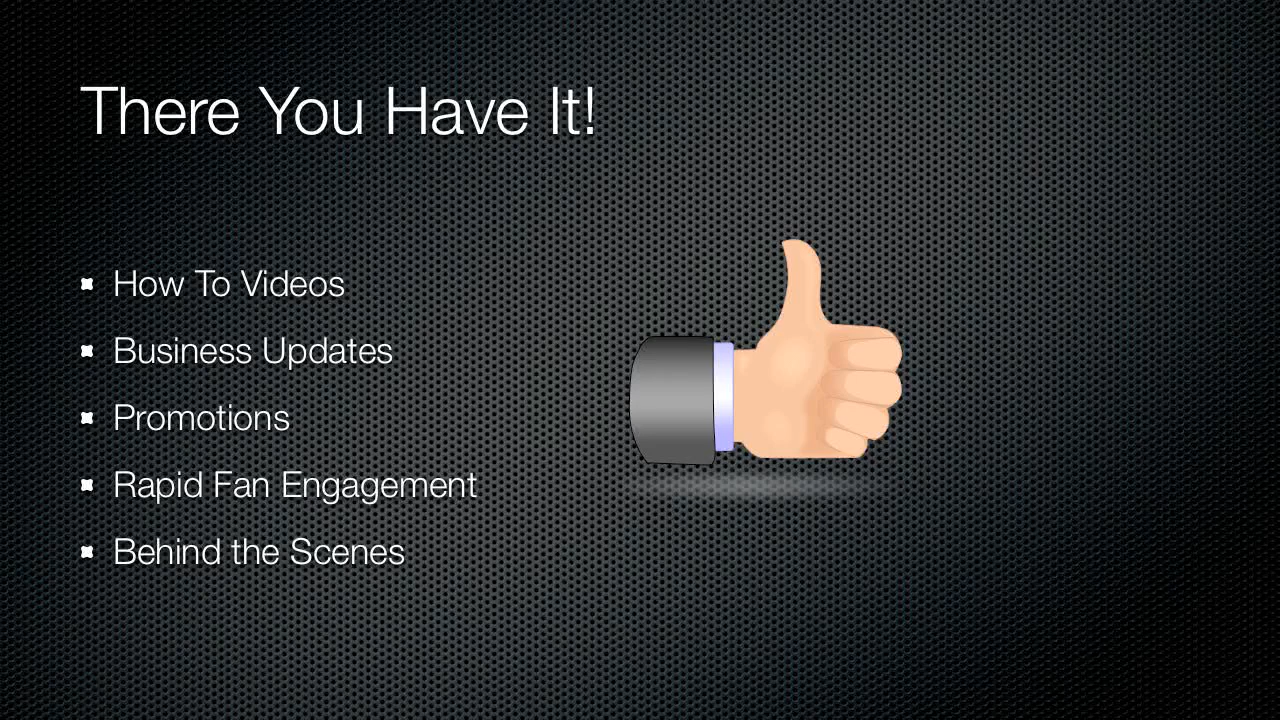 There You Have It!
How To Videos
Business Updates
Promotions
Rapid Fan Engagement
Behind the Scenes